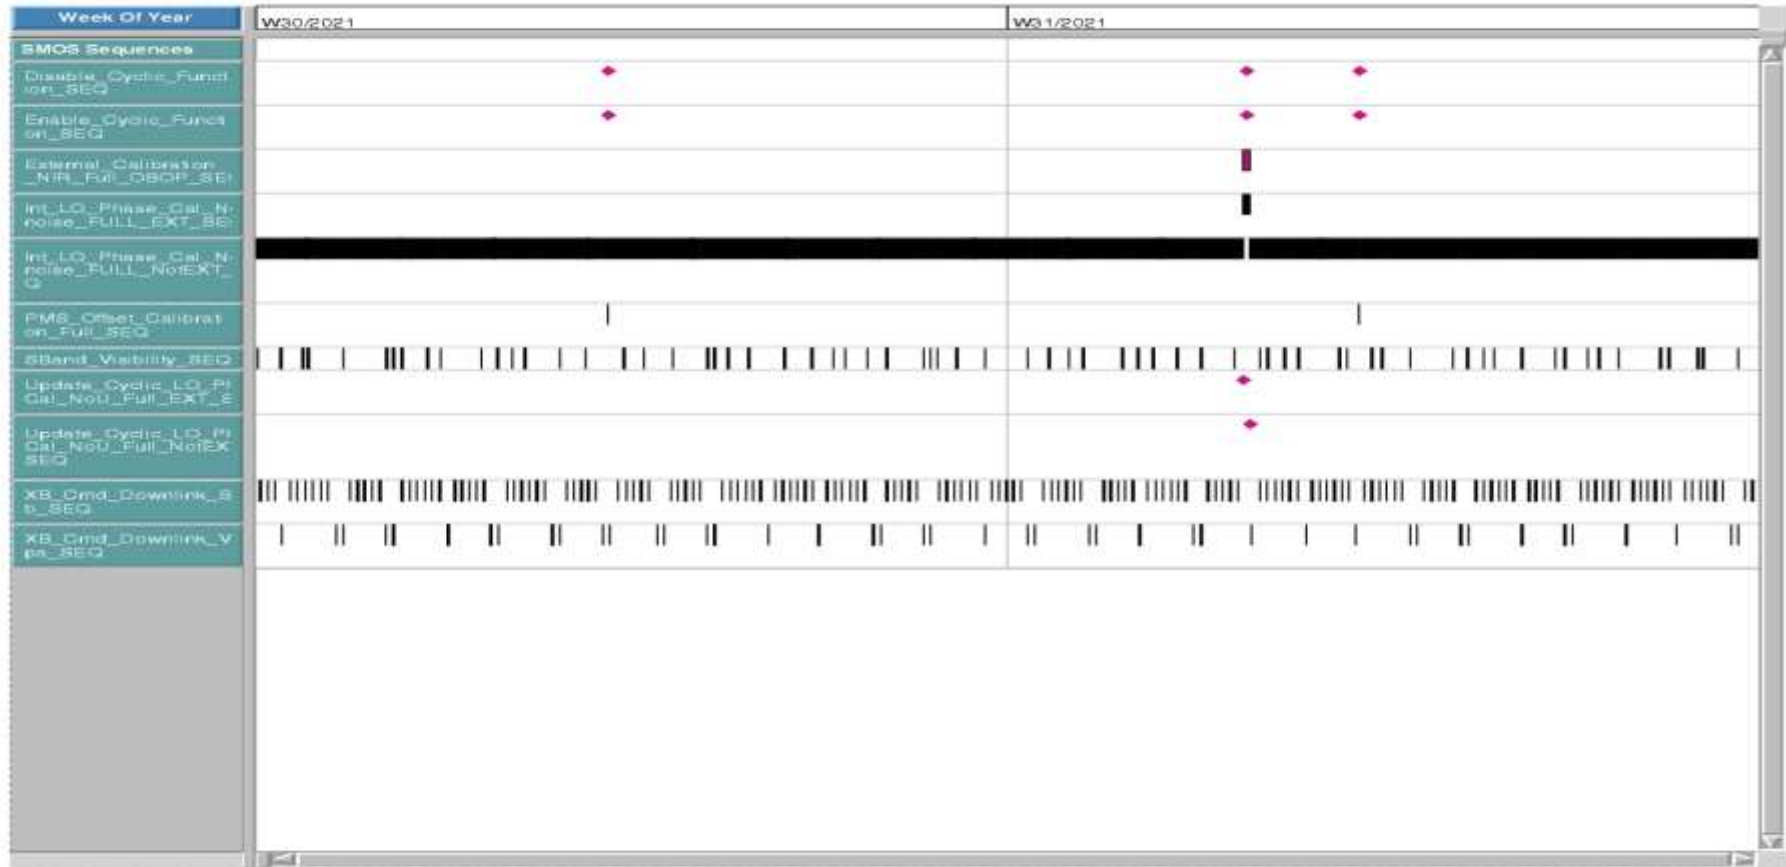 Week Of Year
W30/2021
W31/2021
SMOS Sequences
Disable_Cyclic_Funct
ion_SEQ
Enable_Cyclic_Functi
on_SEQ
External_Calibration
_NIR_Full_OBOP_SE
Int_LO_Phase_Cal_N-
noise_FULL_EXT_SE
Int_LO_Phase_Cal_N-
noise_FULL_NotEXT_
Q
PMS_Offset_Calibrati
on_Full_SEQ
SBand_Visibility_SEQ
Update_Cyclic_LO_Pl
Cal_NoU_Full_EXT_S
Update_Cyclic_LO_Pl
Cal_NoU_Full_NotEX
SEQ
XB_Cmd_Downlink_S
b_SEQ
XB_Cmd_Downlink_V
pa_SEQ